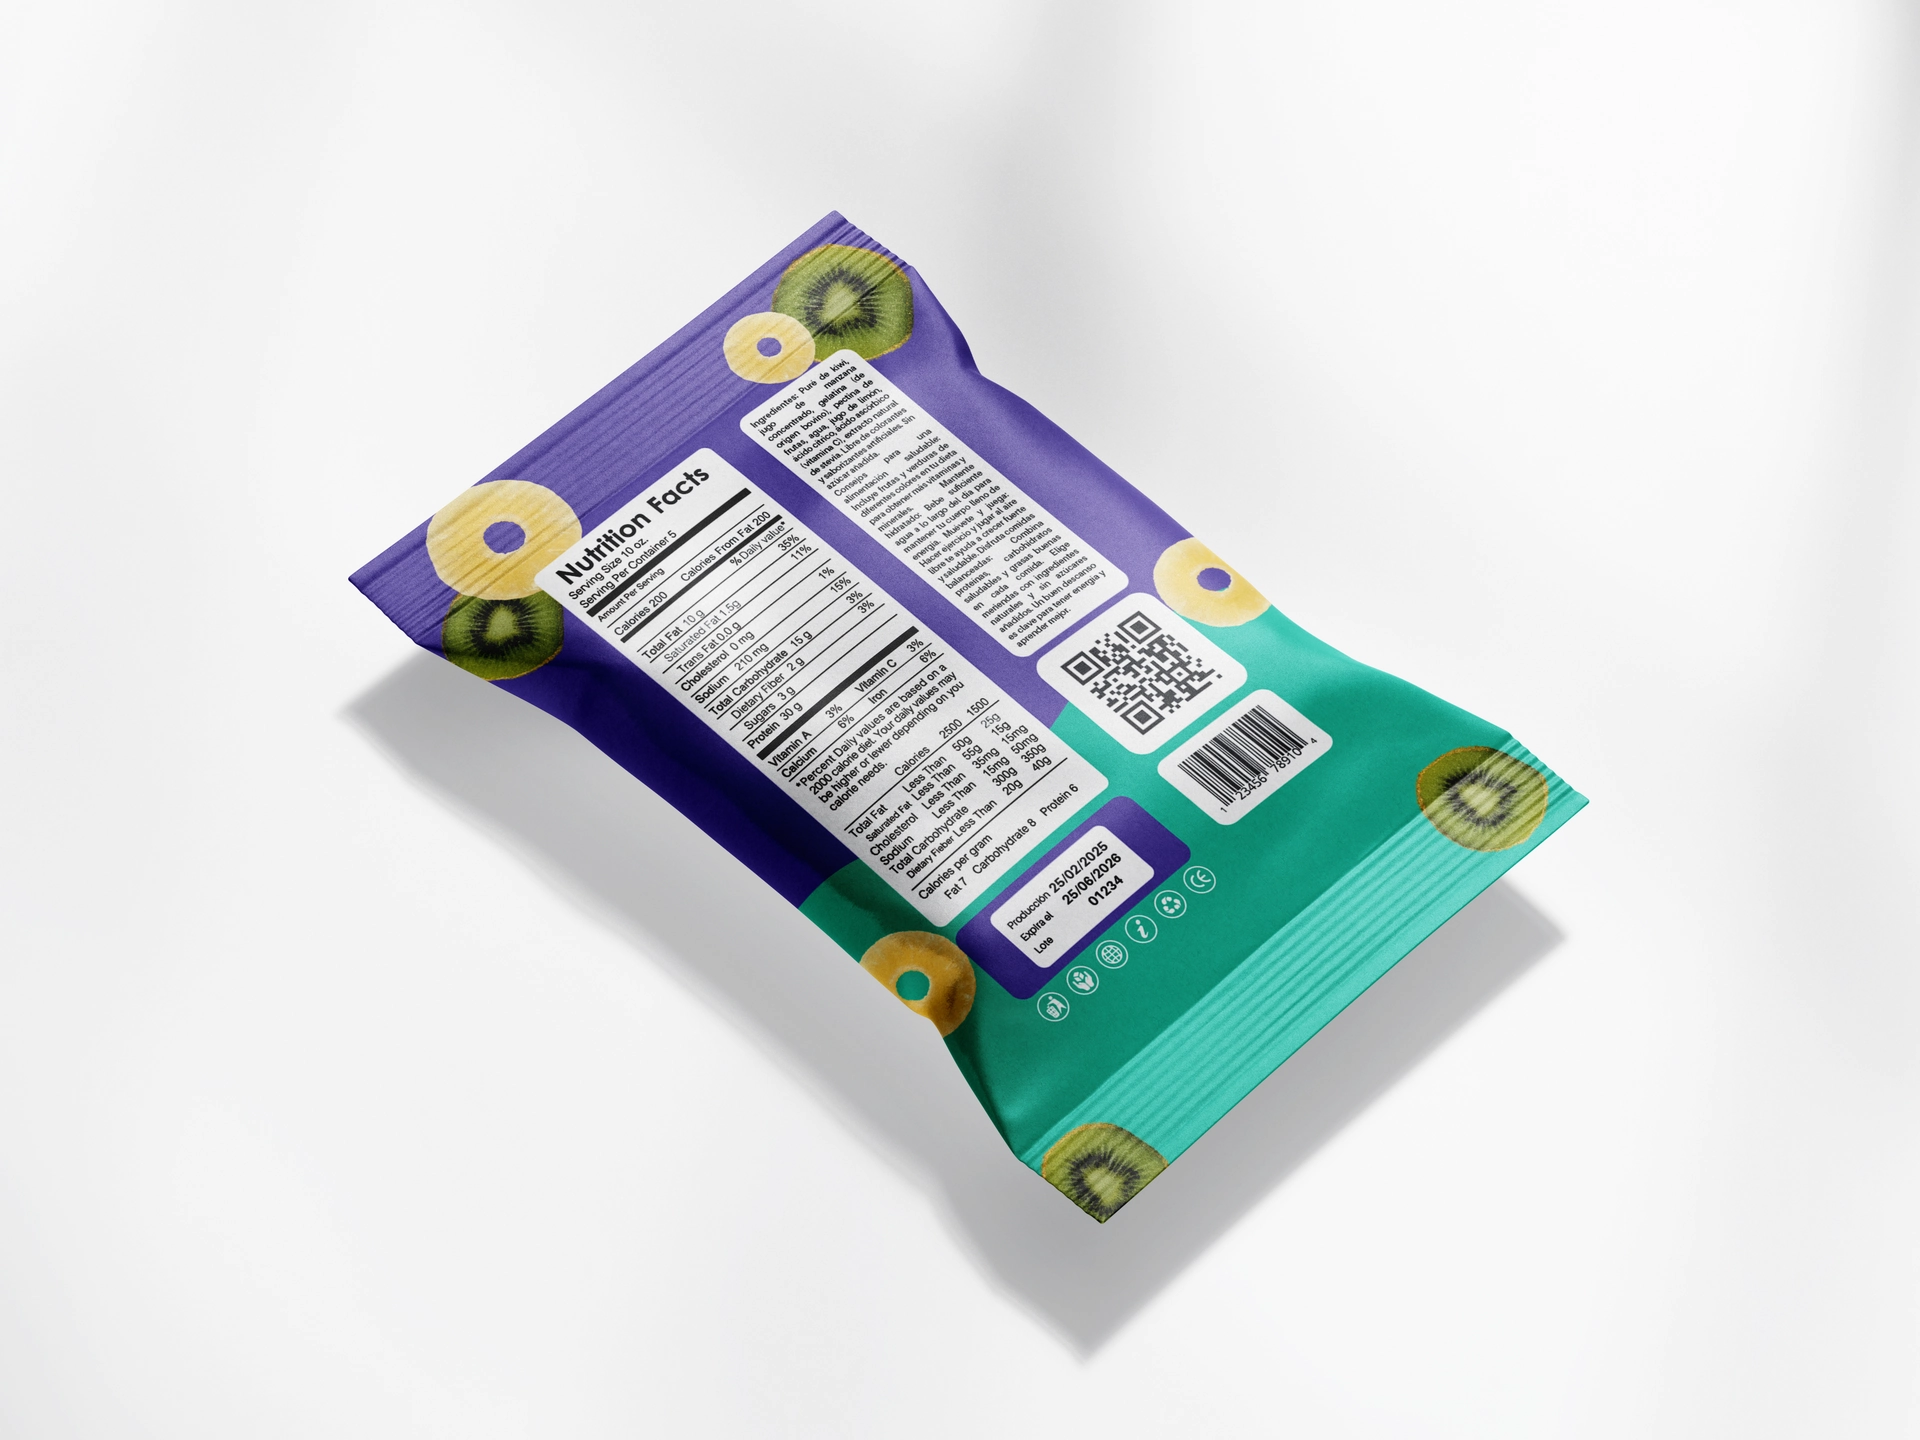 Nutrition Facts
Serving Size 10 oz.
Serving Per Container 5
Amount Per Serving
Calories 200 Calories From Fat 200
% Daily value*
Total Fat 10 g 35%
Saturated Fat 1.5g 11%
Trans Fat 0.0 g
Cholesterol 0 mg 1%
Sodium 210 mg 15%
Total Carbohydrate 15 g 3%
Dietary Fiber 2 g 3%
Sugars 3 g
Protein 30 g
Vitamin A 3% Vitamin C 3%
Calcium 6% Iron 6%
*Percent Daily values are based on a
2000 calorie diet. Your daily values may
be higher or lower depending on you
calorie needs.
Calories 2500 1500
Total Fat Less Than 50g 25g
Saturated Fat Less Than 55g 15g
Cholesterol Less Than 35mg 15mg
Sodium Less Than 15mg 50mg
Total Carbohydrate 300g 350g
Dietary Fieber Less Than 20g 40g
Calories per gram
Fat 7 Carbohydrate 8 Protein 6
Ingredientes: Puré de kiwi,
jugo de manzana
concentrado, gelatina (de
origen bovino), pectina de
frutas, agua, jugo de limón,
ácido cítrico, ácido ascórbico
(vitamina C), extracto natural
de stevia. Libre de colorantes
y saborizantes artificiales. Sin
azúcar añadida.
Consejos para una
alimentación saludable:
Incluye frutas y verduras de
diferentes colores en tu dieta
para obtener más vitaminas y
minerales. Mantente
hidratado: Bebe suficiente
agua a lo largo del día para
mantener tu cuerpo lleno de
energía. Muévete y juega:
Hacer ejercicio y jugar al aire
libre te ayuda a crecer fuerte
y saludable. Disfruta comidas
balanceadas: Combina
proteínas, carbohidratos
saludables y grasas buenas
en cada comida. Elige
meriendas con ingredientes
naturales y sin azúcares
añadidos. Un buen descanso
es clave para tener energía y
aprender mejor.
1 23456 78910 4
Producción 25/02/2025
Expira el 25/06/2026
Lote 01234
i
CE